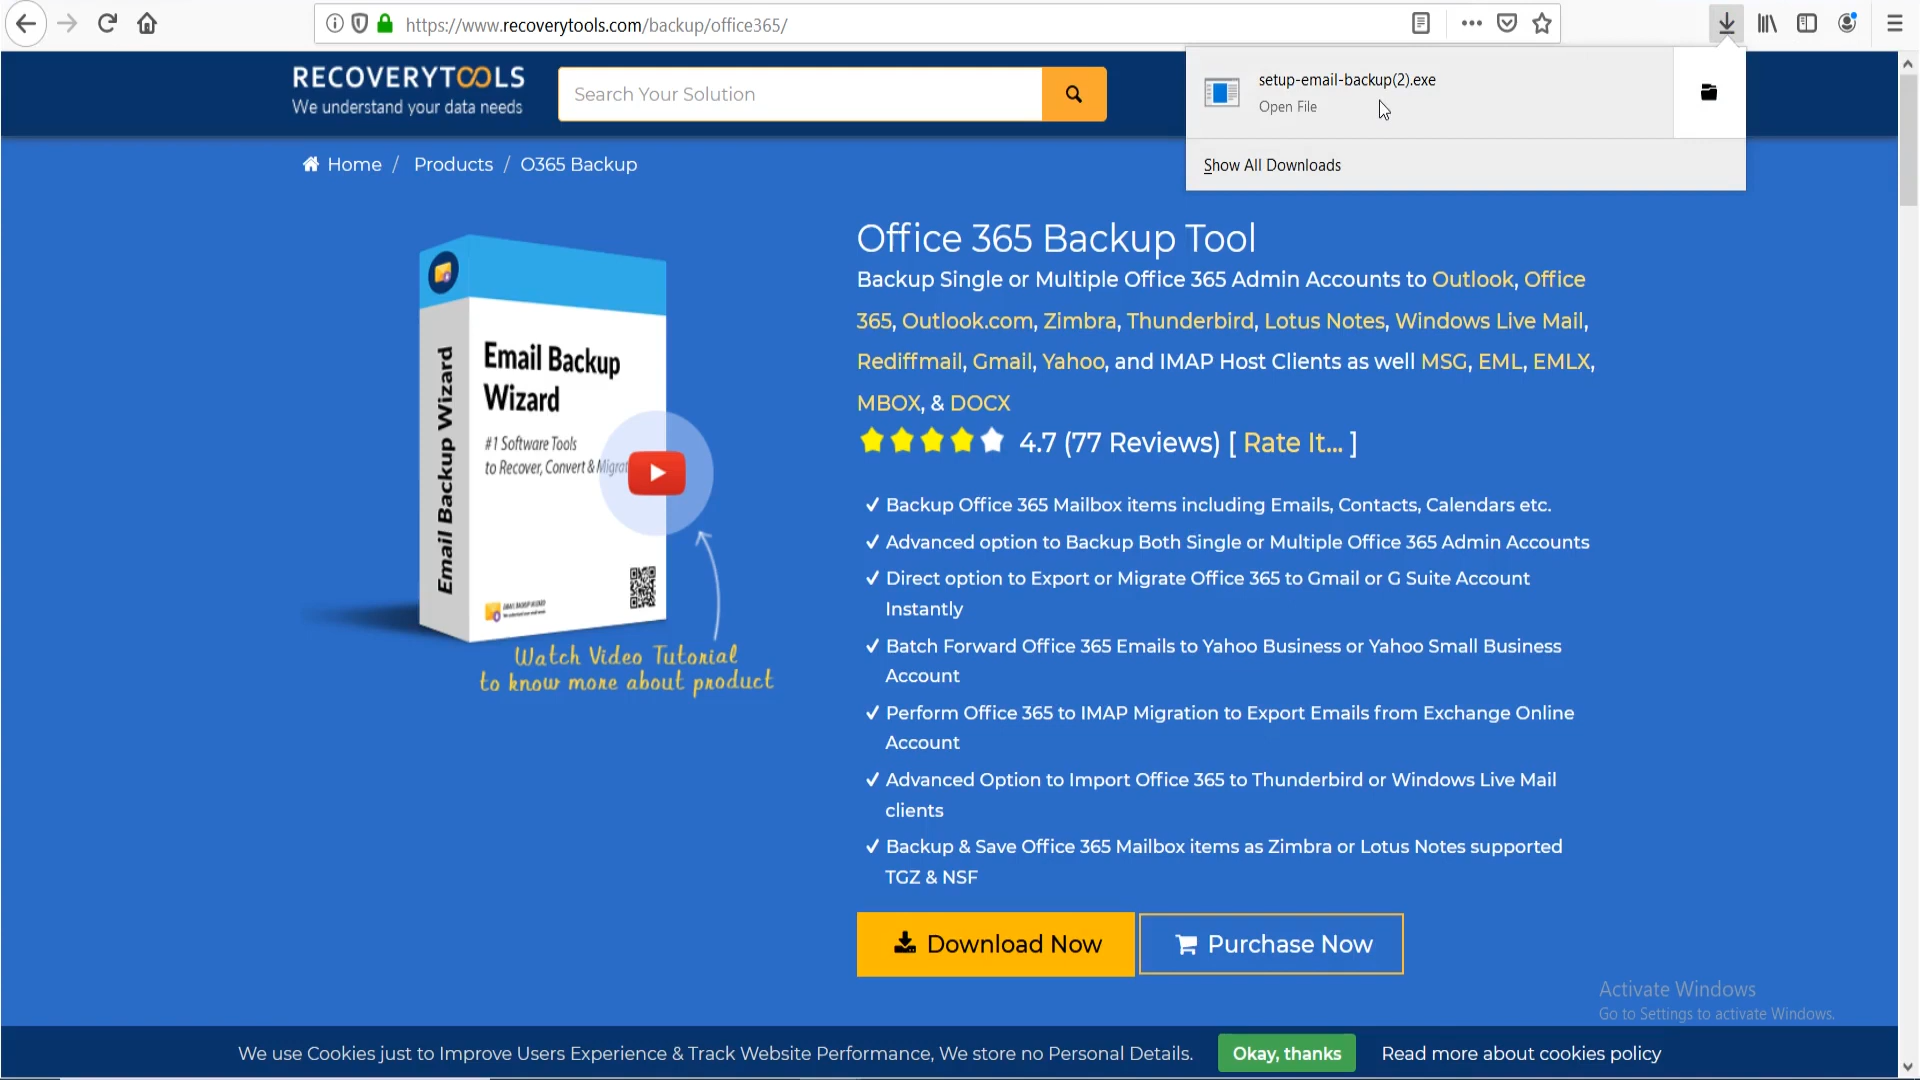 https://www.recoverytools.com/backup/office365/
setup-email-backup(2).exe
Open File
Show All Downloads
RECOVERYTOOLS
We understand your data needs
Search Your Solution
Home / Products / O365 Backup
Office 365 Backup Tool
Backup Single or Multiple Office 365 Admin Accounts to Outlook, Office
365, Outlook.com, Zimbra, Thunderbird, Lotus Notes, Windows Live Mail,
Rediffmail, Gmail, Yahoo, and IMAP Host Clients as well MSG, EML, EMLX,
MBOX, & DOCX
4.7 (77 Reviews) [ Rate It... ]
Email Backup Wizard
Email Backup
Wizard
#1 Software Tools
to Recover, Convert & Migrat
Watch Video Tutorial
to know more about product
✓ Backup Office 365 Mailbox items including Emails, Contacts, Calendars etc.
✓ Advanced option to Backup Both Single or Multiple Office 365 Admin Accounts
✓ Direct option to Export or Migrate Office 365 to Gmail or G Suite Account
Instantly
✓ Batch Forward Office 365 Emails to Yahoo Business or Yahoo Small Business
Account
✓ Perform Office 365 to IMAP Migration to Export Emails from Exchange Online
Account
✓ Advanced Option to Import Office 365 to Thunderbird or Windows Live Mail
clients
✓ Backup & Save Office 365 Mailbox items as Zimbra or Lotus Notes supported
TGZ & NSF
Download Now
Purchase Now
Activate Windows
Go to Settings to activate Windows.
We use Cookies just to Improve Users Experience & Track Website Performance, We store no Personal Details.
Okay, thanks
Read more about cookies policy